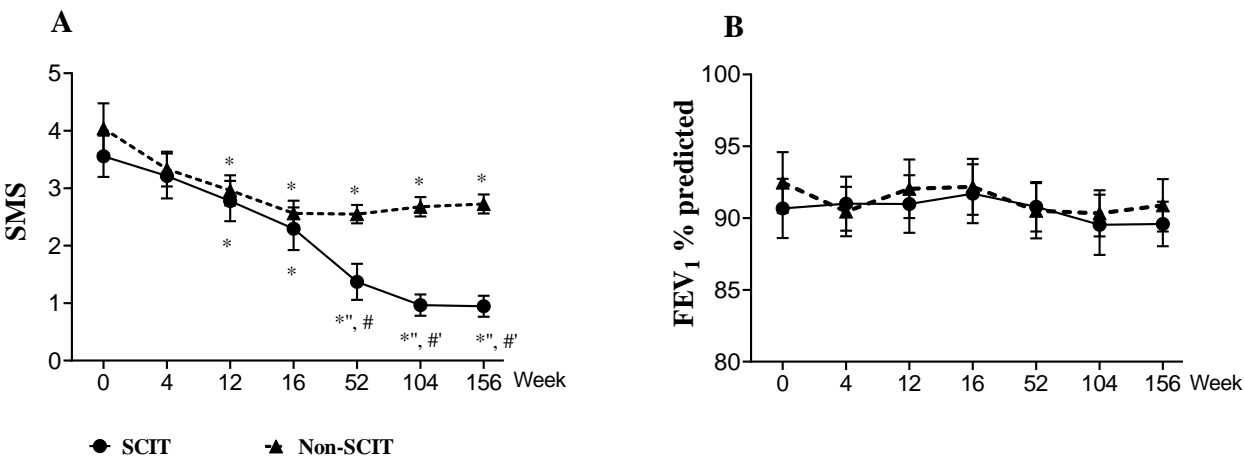 A
SMS
5
4
3
2
1
0
* * * * *
* *
*", #
*", #'
*", #'
0 4 12 16 52 104 156 Week
SCIT Non-SCIT
B
FEV1 % predicted
100
95
90
85
80
0 4 12 16 52 104 156 Week